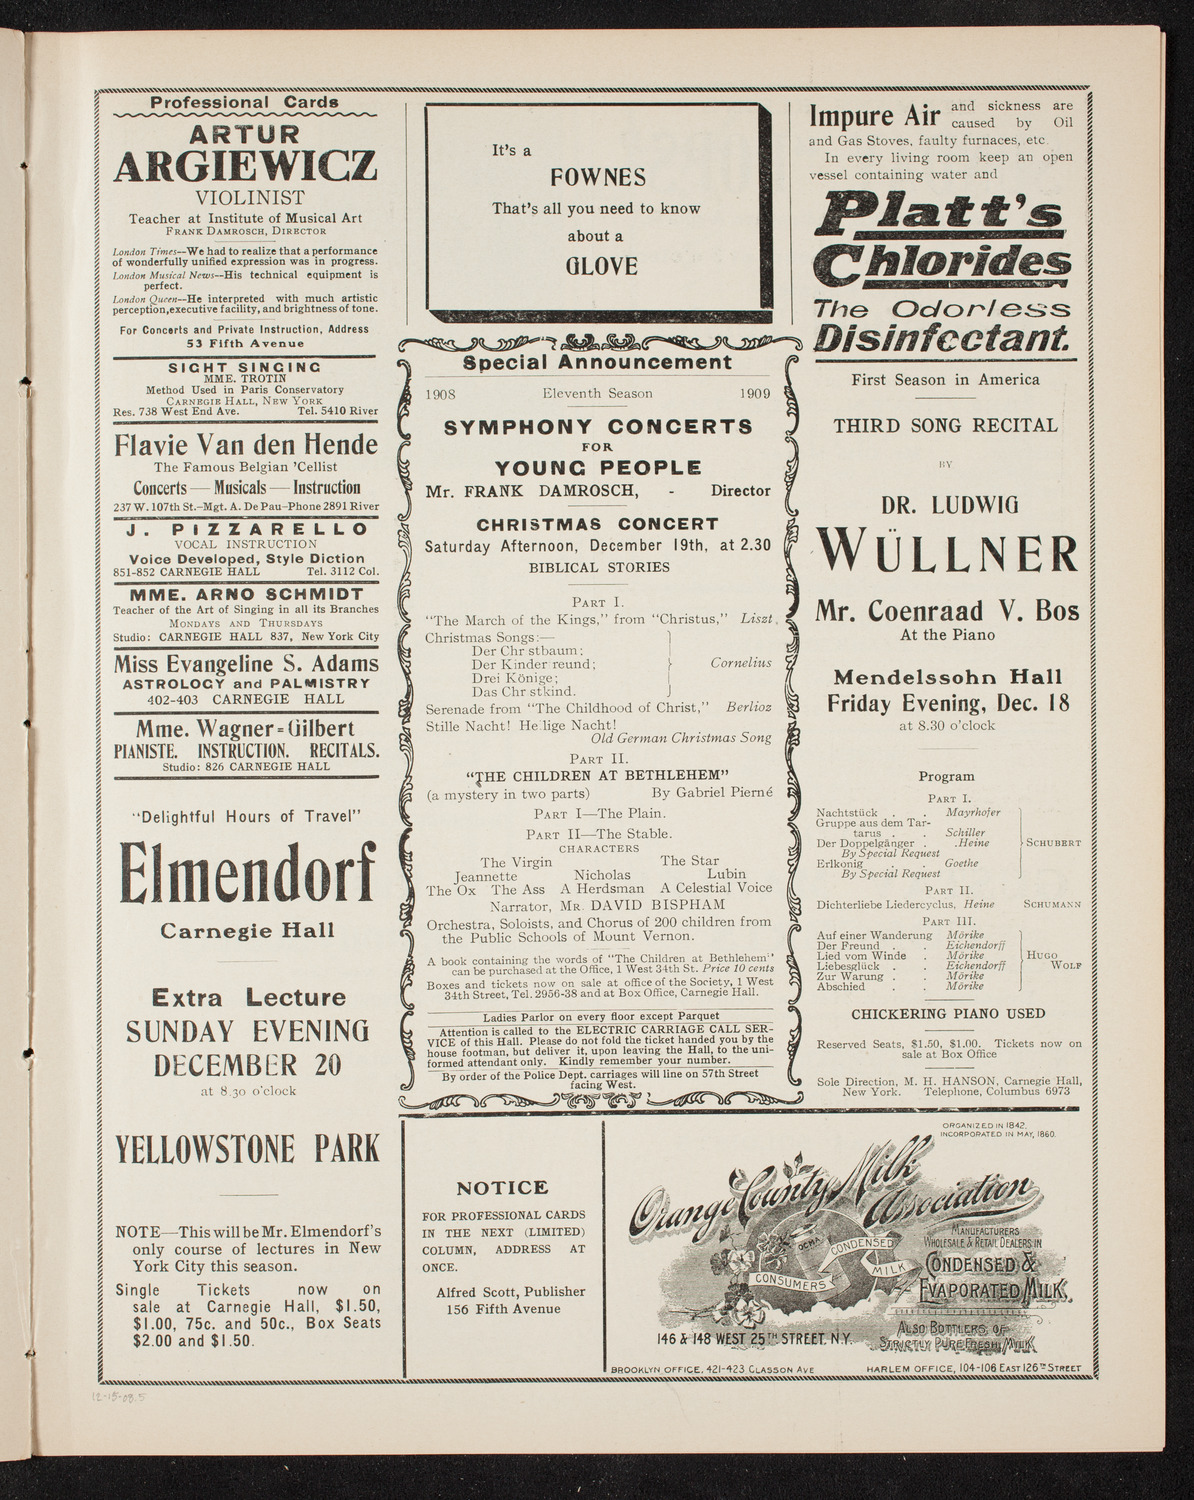 Professional Cards
ARTUR
ARGIEWICZ
VIOLINIST
Teacher at Institute of Musical Art
FRANK DAMROSCH, DIRECTOR
London Times--We had to realize that a performance
of wonderfully unified expression was in progress.
London Musical News--His technical equipment is
perfect.
London Queen--He interpreted with much artistic
perception,executive facility, and brightness of tone.
For Concerts and Private Instruction, Address
53 Fifth Avenue
SIGHT SINGING
MME. TROTIN
Method Used in Paris Conservatory
CARNEGIE HALL, NEW YORK
Res. 738 West End Ave. Tel. 5410 River
Flavie Van den Hende
The Famous Belgian 'Cellist
Concerts — Musicals — Instruction
237 W. 107th St.–Mgt. A. De Pau–Phone 2891 River
J. PIZZARELLO
VOCAL INSTRUCTION
Voice Developed, Style Diction
851-852 CARNEGIE HALL Tel. 3112 Col.
MME. ARNO SCHMIDT
Teacher of the Art of Singing in all its Branches
MONDAYS AND THURSDAYS
Studio: CARNEGIE HALL 837, New York City
Miss Evangeline S. Adams
ASTROLOGY and PALMISTRY
402-403 CARNEGIE HALL
Mme. Wagner-Gilbert
PIANISTE. INSTRUCTION. RECITALS.
Studio: 826 CARNEGIE HALL
"Delightful Hours of Travel"
Elmendorf
Carnegie Hall
Extra Lecture
SUNDAY EVENING
DECEMBER 20
at 8.30 o'clock
YELLOWSTONE PARK
NOTE—This will be Mr. Elmendorf's
only course of lectures in New
York City this season.
Single Tickets now on
sale at Carnegie Hall, $1.50,
$1.00, 75c. and 50c., Box Seats
$2.00 and $1.50.
It's a
FOWNES
That's all you need to know
about a
GLOVE
Special Announcement
1908 Eleventh Season 1909
SYMPHONY CONCERTS
FOR
YOUNG PEOPLE
Mr. FRANK DAMROSCH, - Director
CHRISTMAS CONCERT
Saturday Afternoon, December 19th, at 2.30
BIBLICAL STORIES
PART I.
"The March of the Kings," from "Christus," Liszt.
Christmas Songs:—
Der Chr stbaum;
Der Kinder reund;
Cornelius
Drei Könige;
Das Chr stkind.
Serenade from "The Childhood of Christ," Berlioz
Stille Nacht! He lige Nacht!
Old German Christmas Song
PART II.
"THE CHILDREN AT BETHLEHEM"
(a mystery in two parts) By Gabriel Pierné
PART I—The Plain.
PART II—The Stable.
CHARACTERS
The Virgin The Star
Jeannette Nicholas Lubin
The Ox The Ass A Herdsman A Celestial Voice
Narrator, MR. DAVID BISPHAM
Orchestra, Soloists, and Chorus of 200 children from
the Public Schools of Mount Vernon.
A book containing the words of "The Children at Bethlehem"
can be purchased at the Office, 1 West 34th St. Price 10 cents
Boxes and tickets now on sale at office of the Society, 1 West
34th Street, Tel. 2956-38 and at Box Office, Carnegie Hall.
Ladies Parlor on every floor except Parquet
Attention is called to the ELECTRIC CARRIAGE CALL SER-
VICE of this Hall. Please do not fold the ticket handed you by the
house footman, but deliver it, upon leaving the Hall, to the uni-
formed attendant only. Kindly remember your number.
By order of the Police Dept. carriages will line on 57th Street
facing West.
Impure Air and sickness are
caused by Oil
and Gas Stoves, faulty furnaces, etc.
In every living room keep an open
vessel containing water and
Platt's
Chlorides
The Odorless
Disinfectant.
First Season in America
THIRD SONG RECITAL
BY
DR. LUDWIG
WÜLLNER
Mr. Coenraad V. Bos
At the Piano
Mendelssohn Hall
Friday Evening, Dec. 18
at 8.30 o'clock
Program
PART I.
Nachtstück . . Mayrhofer
Gruppe aus dem Tar-
tarus . . Schiller
Der Doppelgänger . . Heine
SCHUBERT
By Special Request
Erlkonig . . Goethe
By Special Request
PART II.
Dichterliebe Liedercyclus, Heine SCHUMANN
PART III.
Auf einer Wanderung Mörike
Der Freund . . Eichendorff
Lied vom Winde . Mörike
HUGO
Liebesglück . . Eichendorff
WOLF
Zur Warung . . Mörike
Abschied . . Mörike
CHICKERING PIANO USED
Reserved Seats, $1.50, $1.00. Tickets now on
sale at Box Office
Sole Direction, M. H. HANSON, Carnegie Hall,
New York. Telephone, Columbus 6973
NOTICE
FOR PROFESSIONAL CARDS
IN THE NEXT (LIMITED)
COLUMN, ADDRESS AT
ONCE.
Alfred Scott, Publisher
156 Fifth Avenue
ORGANIZED IN 1842,
INCORPORATED IN MAY, 1860.
Orange County Milk
Association
MANUFACTURERS
WHOLESALE & RETAIL DEALERS IN
CONDENSED &
EVAPORATED MILK,
OCMA
CONDENSED
MILK
CONSUMERS
ALSO BOTTLERS OF
STRICTLY PURE FRESH MILK
146 & 148 WEST 25TH STREET, N.Y.
BROOKLYN OFFICE, 421-423 CLASSON AVE
HARLEM OFFICE, 104-106 EAST 126TH STREET
12-15-08.5